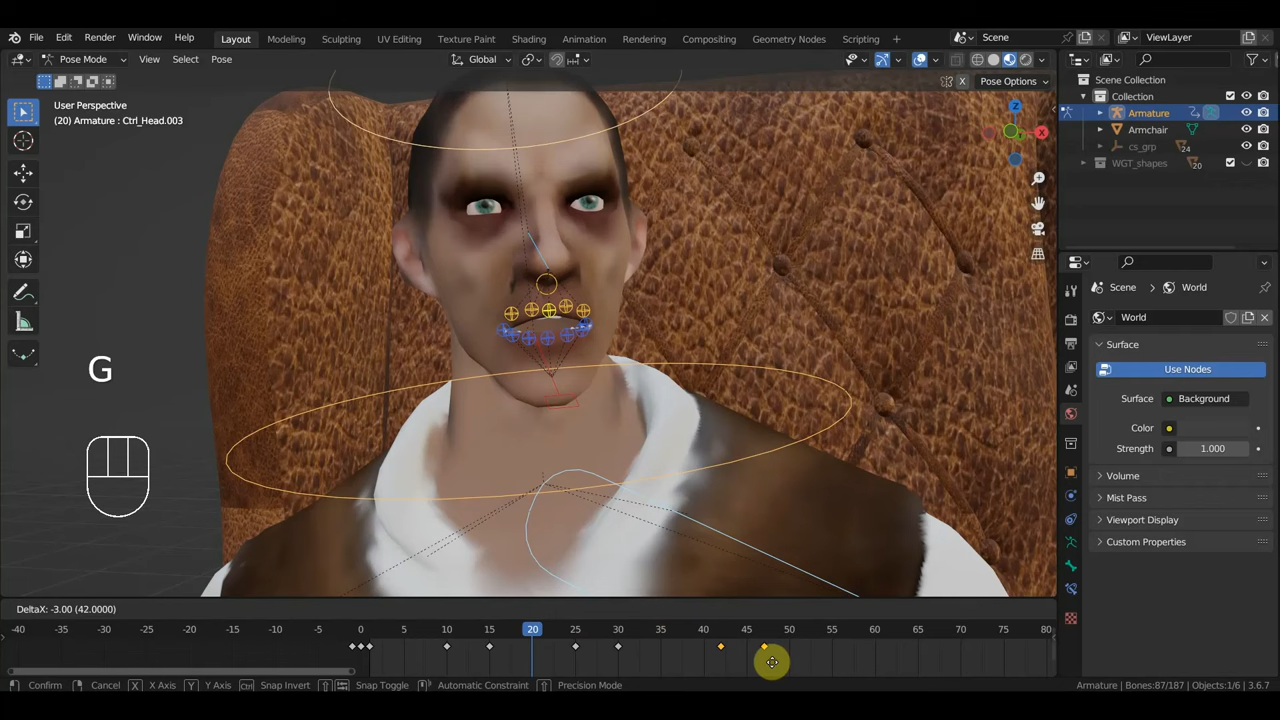 File Edit Render Window Help Layout Modeling Sculpting UV Editing Texture Paint Shading Animation Rendering Compositing Geometry Nodes Scripting + Scene ViewLayer
Pose Mode View Select Pose Global
X Pose Options
Scene Collection
Collection
Armature
Armchair
cs_grp 24
WGT_shapes 20
User Perspective
(20) Armature : Ctrl_Head.003
Z
X
G
Scene > World
World
Surface
Use Nodes
Surface Background
Color
Strength 1.000
Volume
Mist Pass
Viewport Display
Custom Properties
DeltaX: -3.00 (42.0000)
-40 -35 -30 -25 -20 -15 -10 -5 0 5 10 15 20 25 30 35 40 45 50 55 60 65 70 75 80
Confirm Cancel X X Axis Y Y Axis Ctrl Snap Invert Snap Toggle Automatic Constraint Precision Mode Armature | Bones:87/187 | Objects:1/6 | 3.6.7